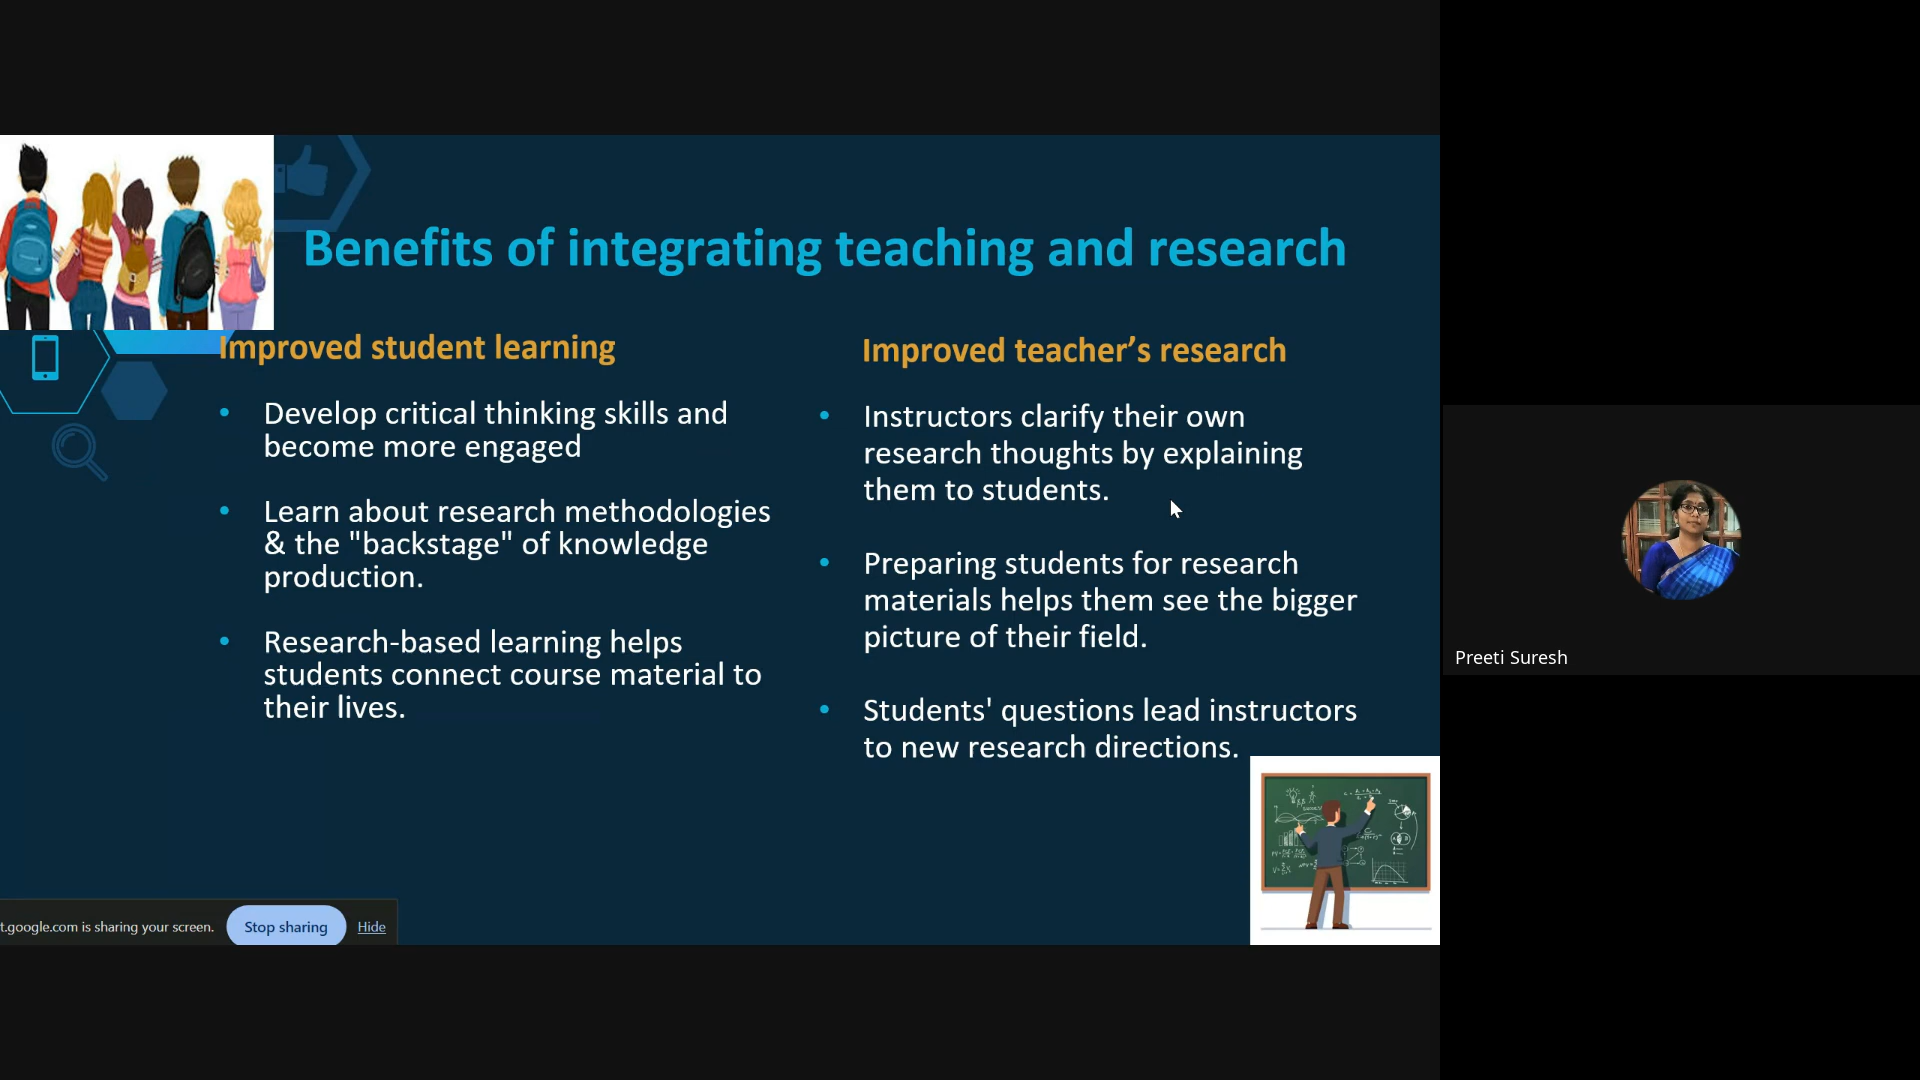 Benefits of integrating teaching and research
Improved student learning
Develop critical thinking skills and
become more engaged
Learn about research methodologies
& the "backstage" of knowledge
production.
Research-based learning helps
students connect course material to
their lives.
Improved teacher’s research
Instructors clarify their own
research thoughts by explaining
them to students.
Preparing students for research
materials helps them see the bigger
picture of their field.
Students' questions lead instructors
to new research directions.
t.google.com is sharing your screen.
Stop sharing
Hide
Preeti Suresh